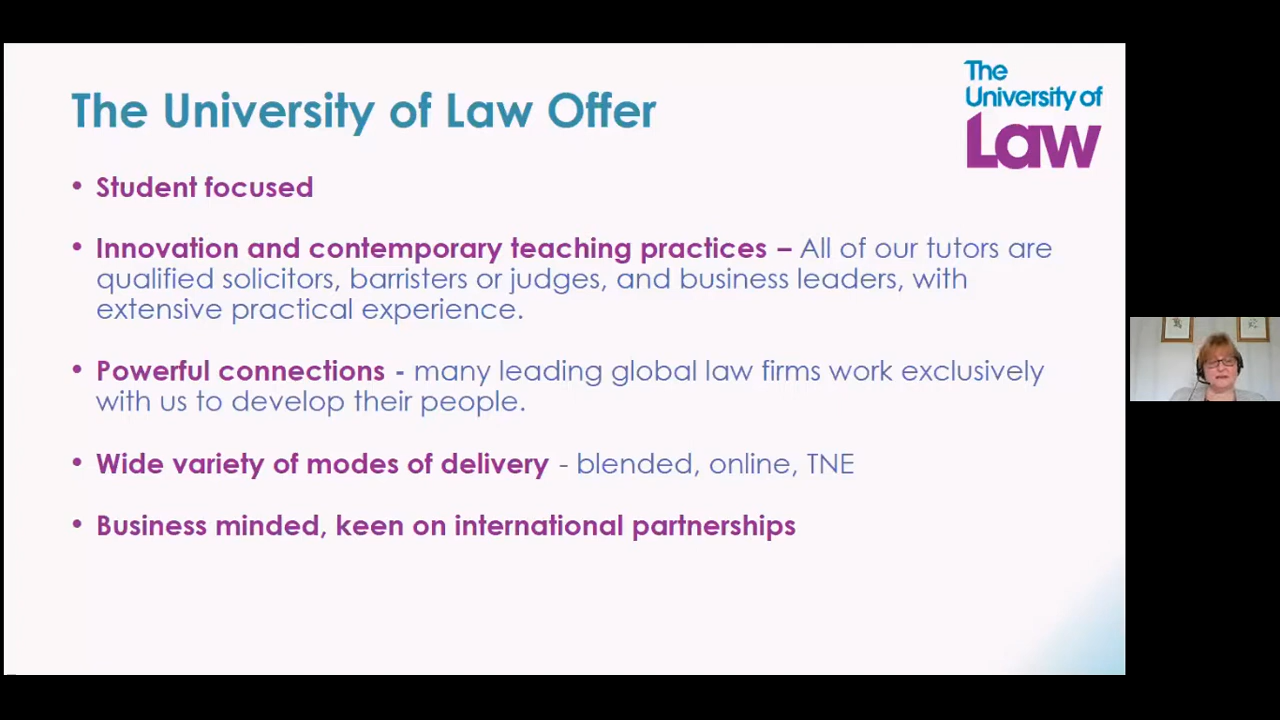 The University of Law Offer
The
University of
Law
• Student focused
• Innovation and contemporary teaching practices – All of our tutors are
qualified solicitors, barristers or judges, and business leaders, with
extensive practical experience.
• Powerful connections - many leading global law firms work exclusively
with us to develop their people.
• Wide variety of modes of delivery - blended, online, TNE
• Business minded, keen on international partnerships